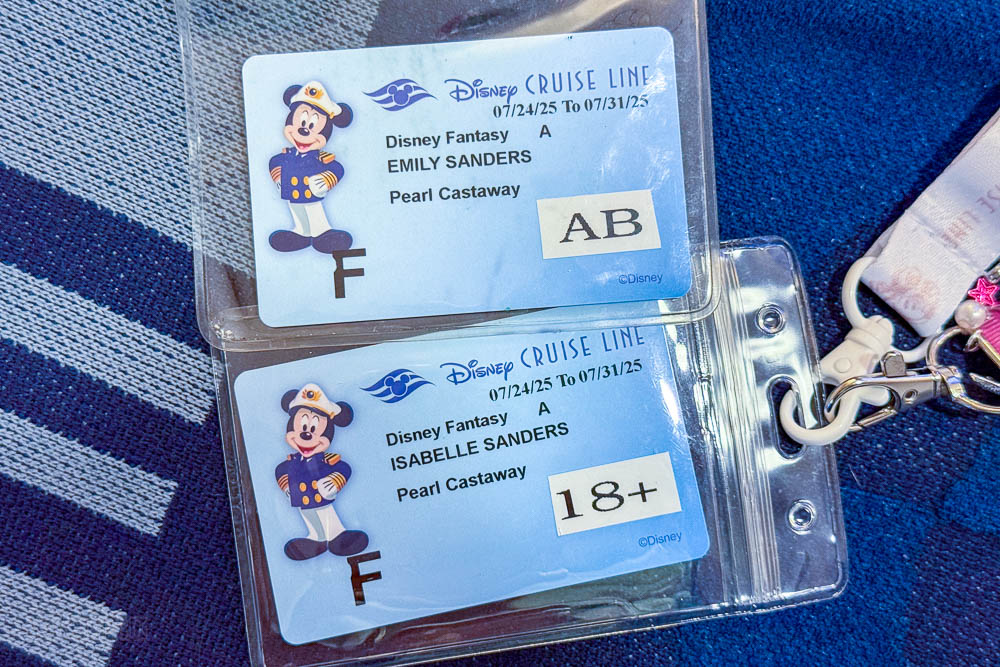 Disney CRUISE LINE
07/24/25 To 07/31/25
Disney Fantasy A
EMILY SANDERS
Pearl Castaway
AB
F
©Disney
Disney CRUISE LINE
07/24/25 To 07/31/25
Disney Fantasy A
ISABELLE SANDERS
Pearl Castaway
18+
©Disney
F